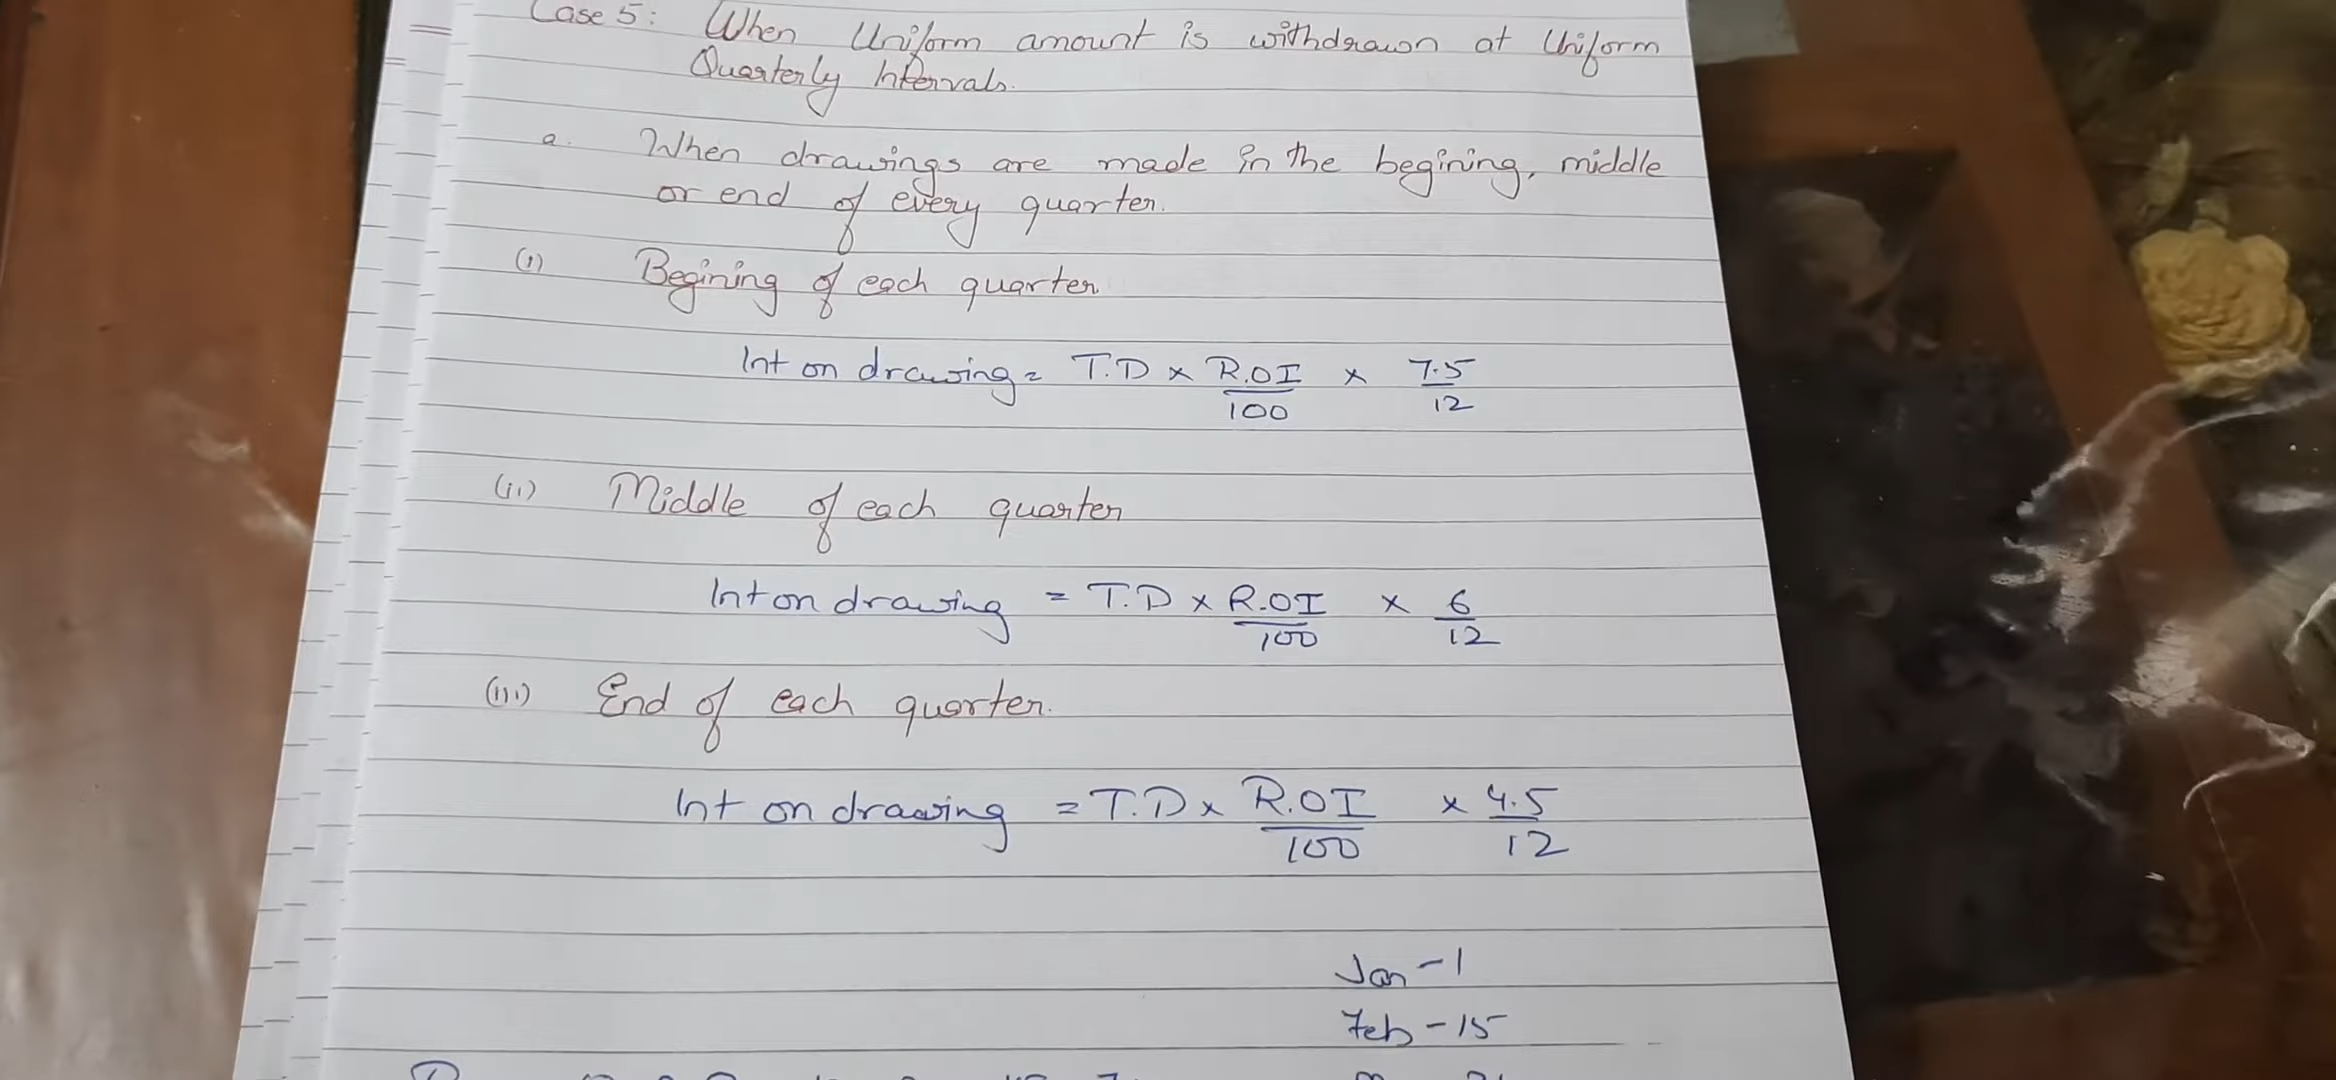 Case 5: When Uniform amount is withdrawn at Uniform
Quarterly Intervals.
a. When drawings are made in the begining, middle
or end of every quarter.
(i) Begining of each quarter
Int on drawing = T.D × R.OI/100 × 7.5/12
(ii) Middle of each quarter
Int on drawing = T.D × R.OI/100 × 6/12
(iii) End of each quarter.
Int on drawing = T.D × R.OI/100 × 4.5/12
Jan - 1
Feb - 15